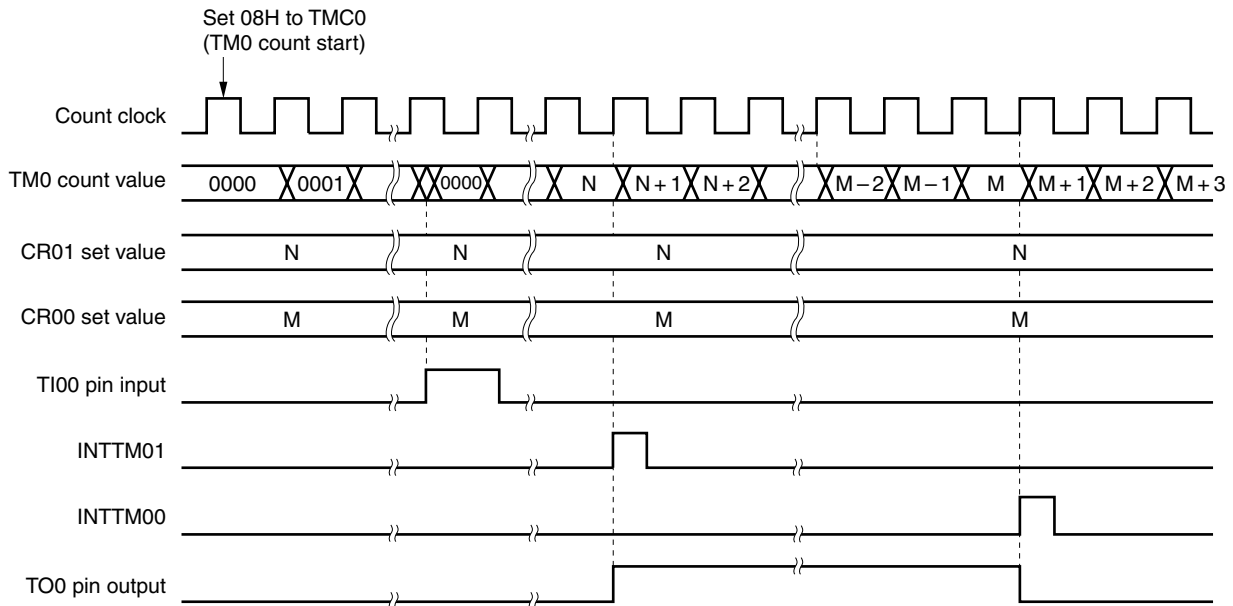 Set 08H to TMC0
(TM0 count start)
Count clock
TM0 count value 0000 0001 0000 N N + 1 N + 2 M − 2 M − 1 M M + 1 M + 2 M + 3
CR01 set value N N N N
CR00 set value M M M M
TI00 pin input
INTTM01
INTTM00
TO0 pin output